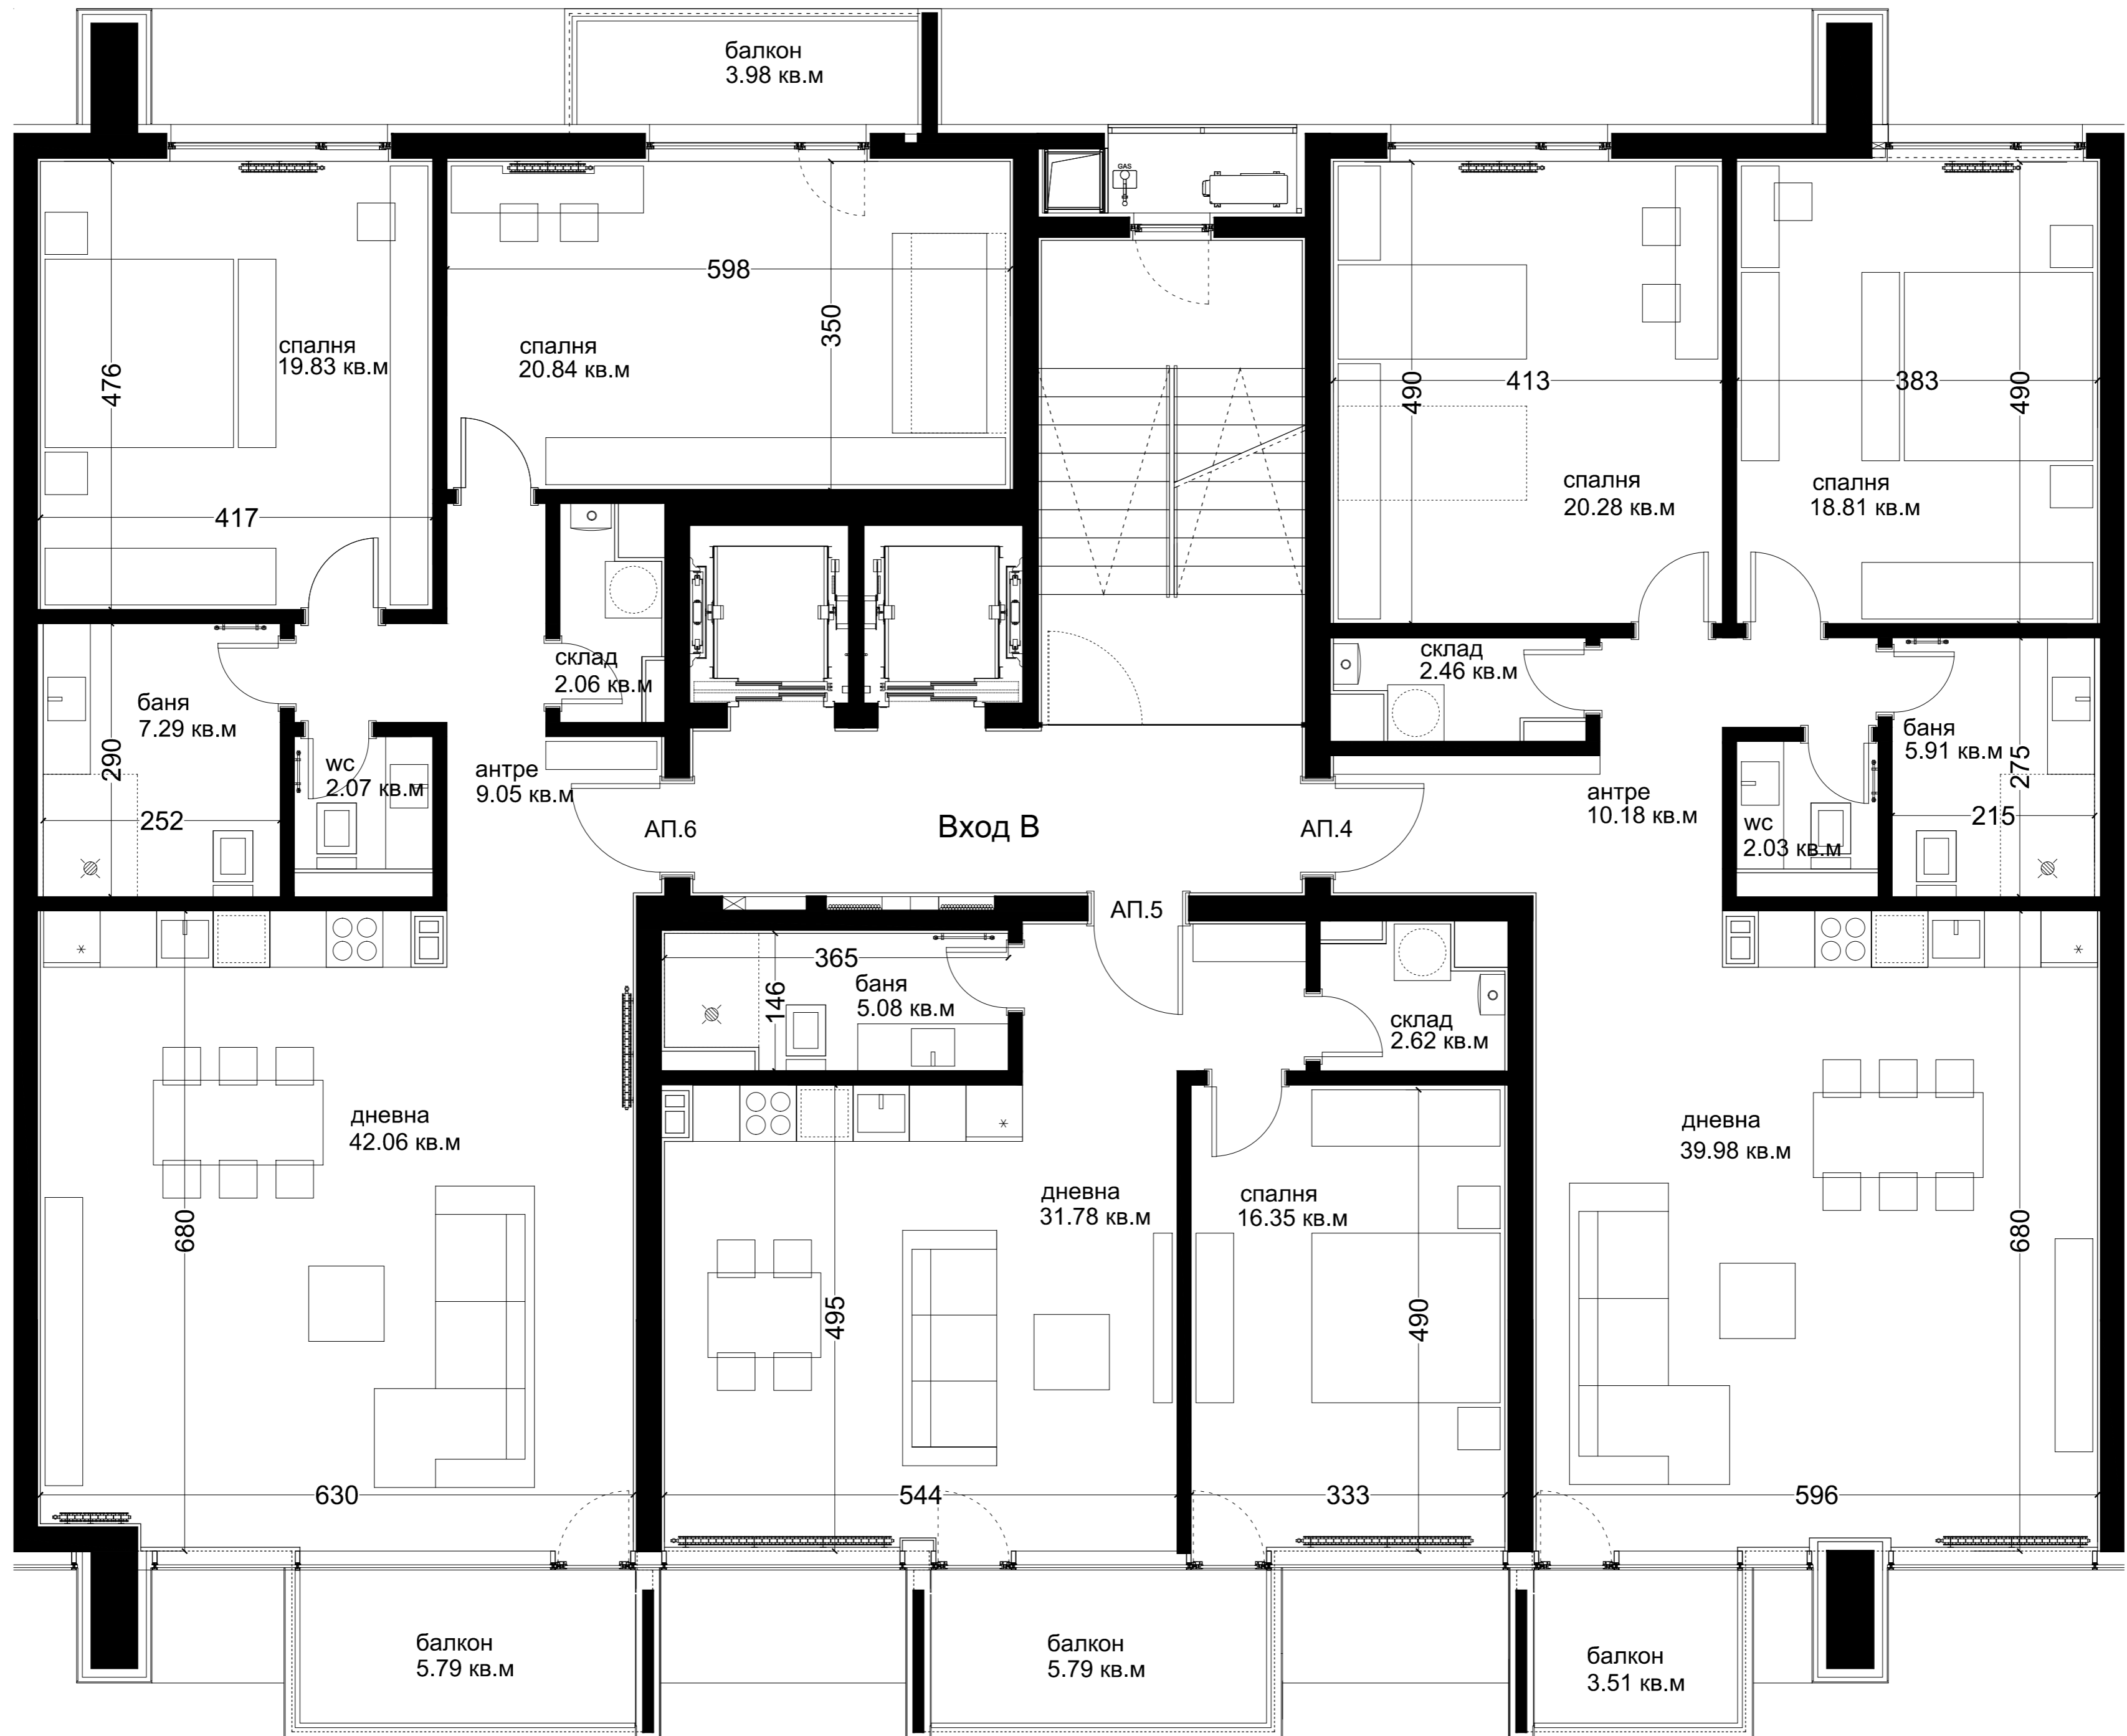 балкон
3.98 кв.м
GAS
598
350
спалня
19.83 кв.м
спалня
20.84 кв.м
476
417
490
413
383
490
спалня
20.28 кв.м
спалня
18.81 кв.м
склад
2.06 кв.м
склад
2.46 кв.м
баня
7.29 кв.м
290
252
wc
2.07 кв.м
антре
9.05 кв.м
АП.6
Вход В
АП.4
антре
10.18 кв.м
баня
5.91 кв.м
275
215
wc
2.03 кв.м
АП.5
365
146
баня
5.08 кв.м
склад
2.62 кв.м
дневна
42.06 кв.м
680
дневна
31.78 кв.м
495
спалня
16.35 кв.м
490
дневна
39.98 кв.м
680
630
544
333
596
балкон
5.79 кв.м
балкон
5.79 кв.м
балкон
3.51 кв.м